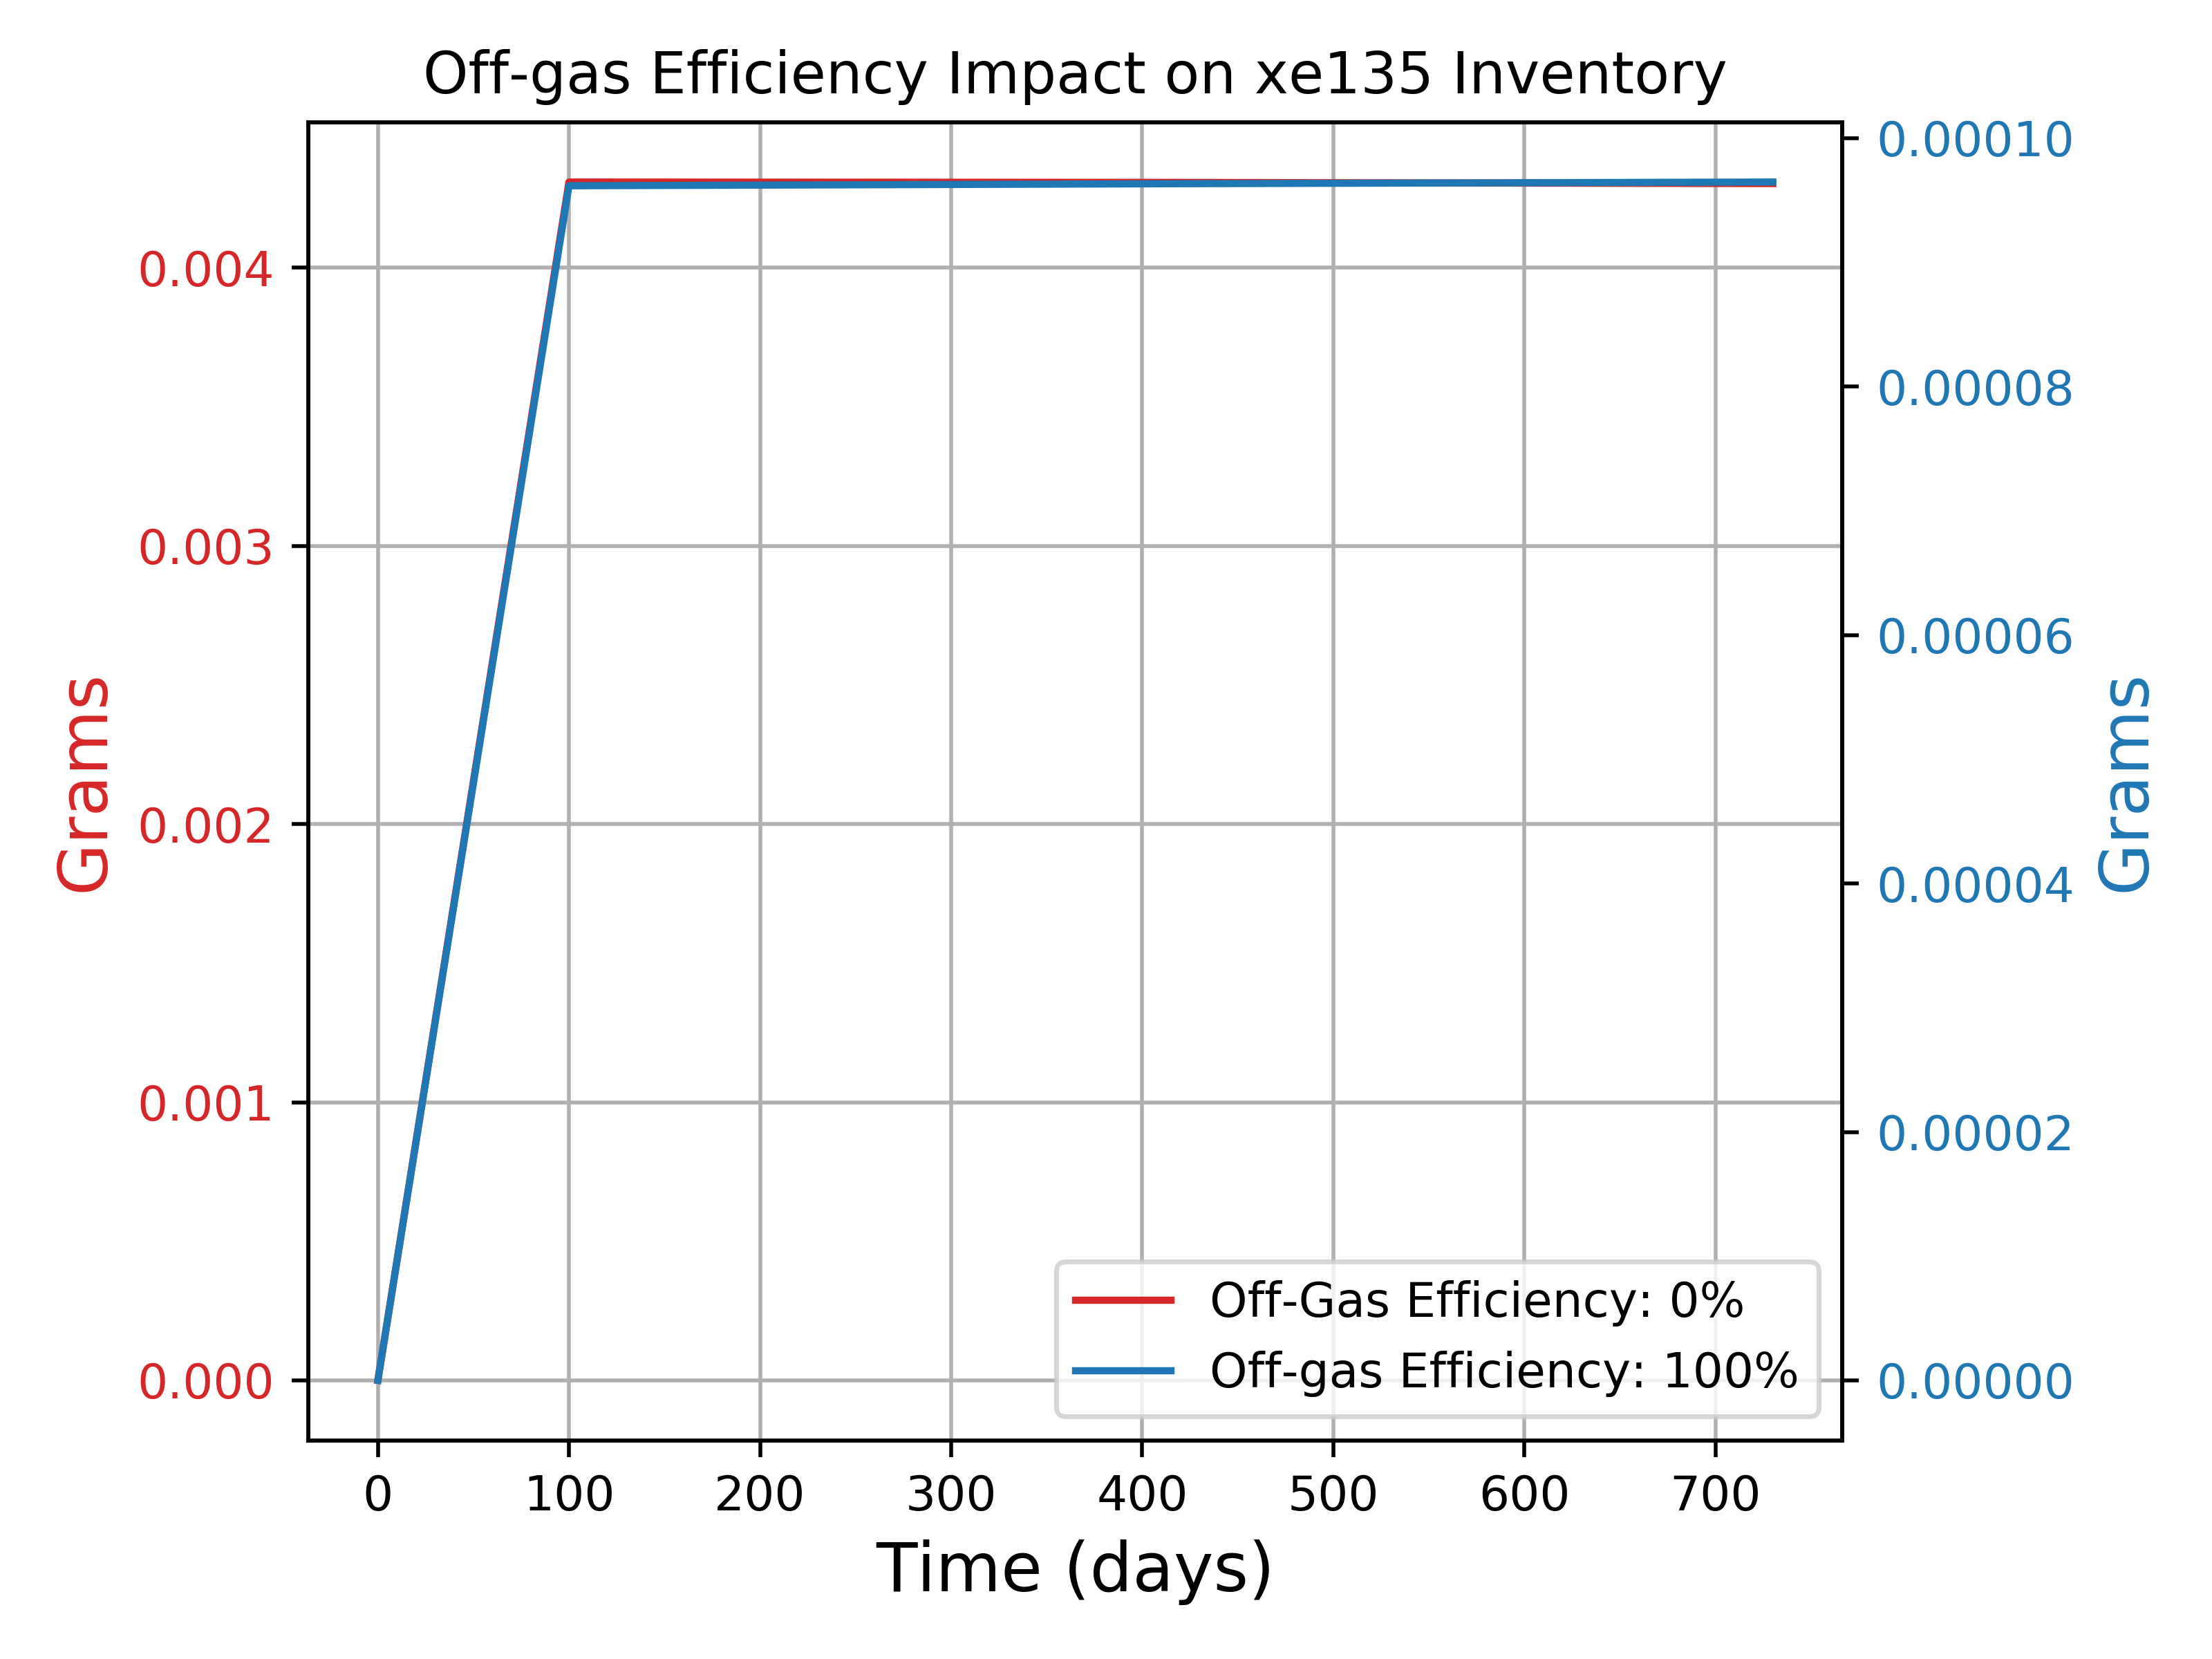 Off-gas Efficiency Impact on xe135 Inventory
0.004
0.003
0.002
0.001
0.000
Grams
0.00010
0.00008
0.00006
0.00004
0.00002
0.00000
Grams
Off-Gas Efficiency: 0%
Off-gas Efficiency: 100%
0 100 200 300 400 500 600 700
Time (days)